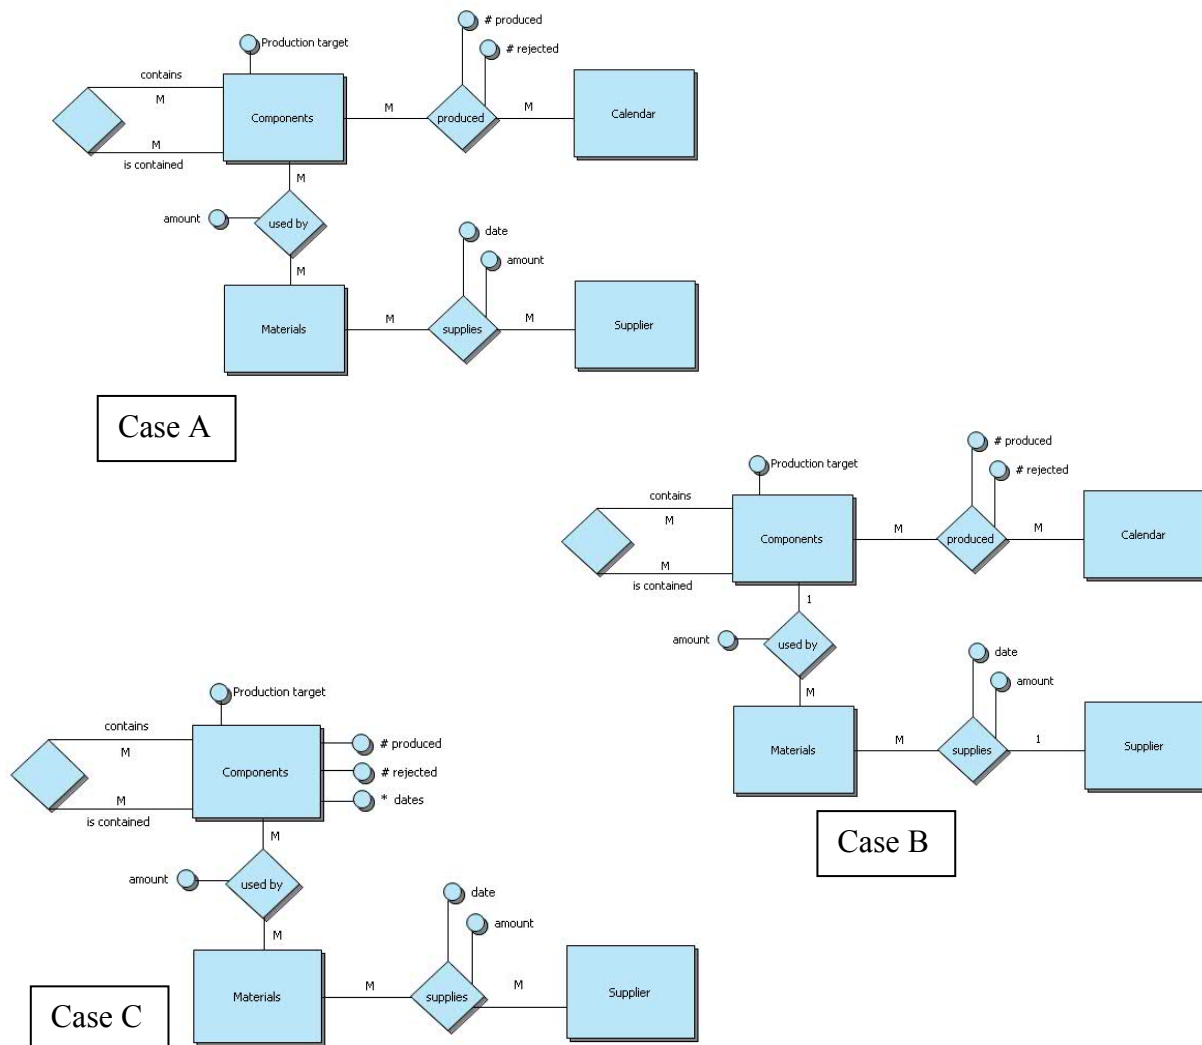 # produced
# rejected
Production target
contains
M
Components
M
produced
M
Calendar
M
is contained
M
amount
used by
M
date
amount
Materials
M
supplies
M
Supplier
Case A
# produced
# rejected
Production target
contains
M
Components
M
produced
M
Calendar
M
is contained
1
amount
used by
M
date
amount
Materials
M
supplies
1
Supplier
Case B
Production target
contains
M
# produced
Components
# rejected
* dates
M
is contained
M
amount
used by
M
date
amount
Materials
M
supplies
M
Supplier
Case C